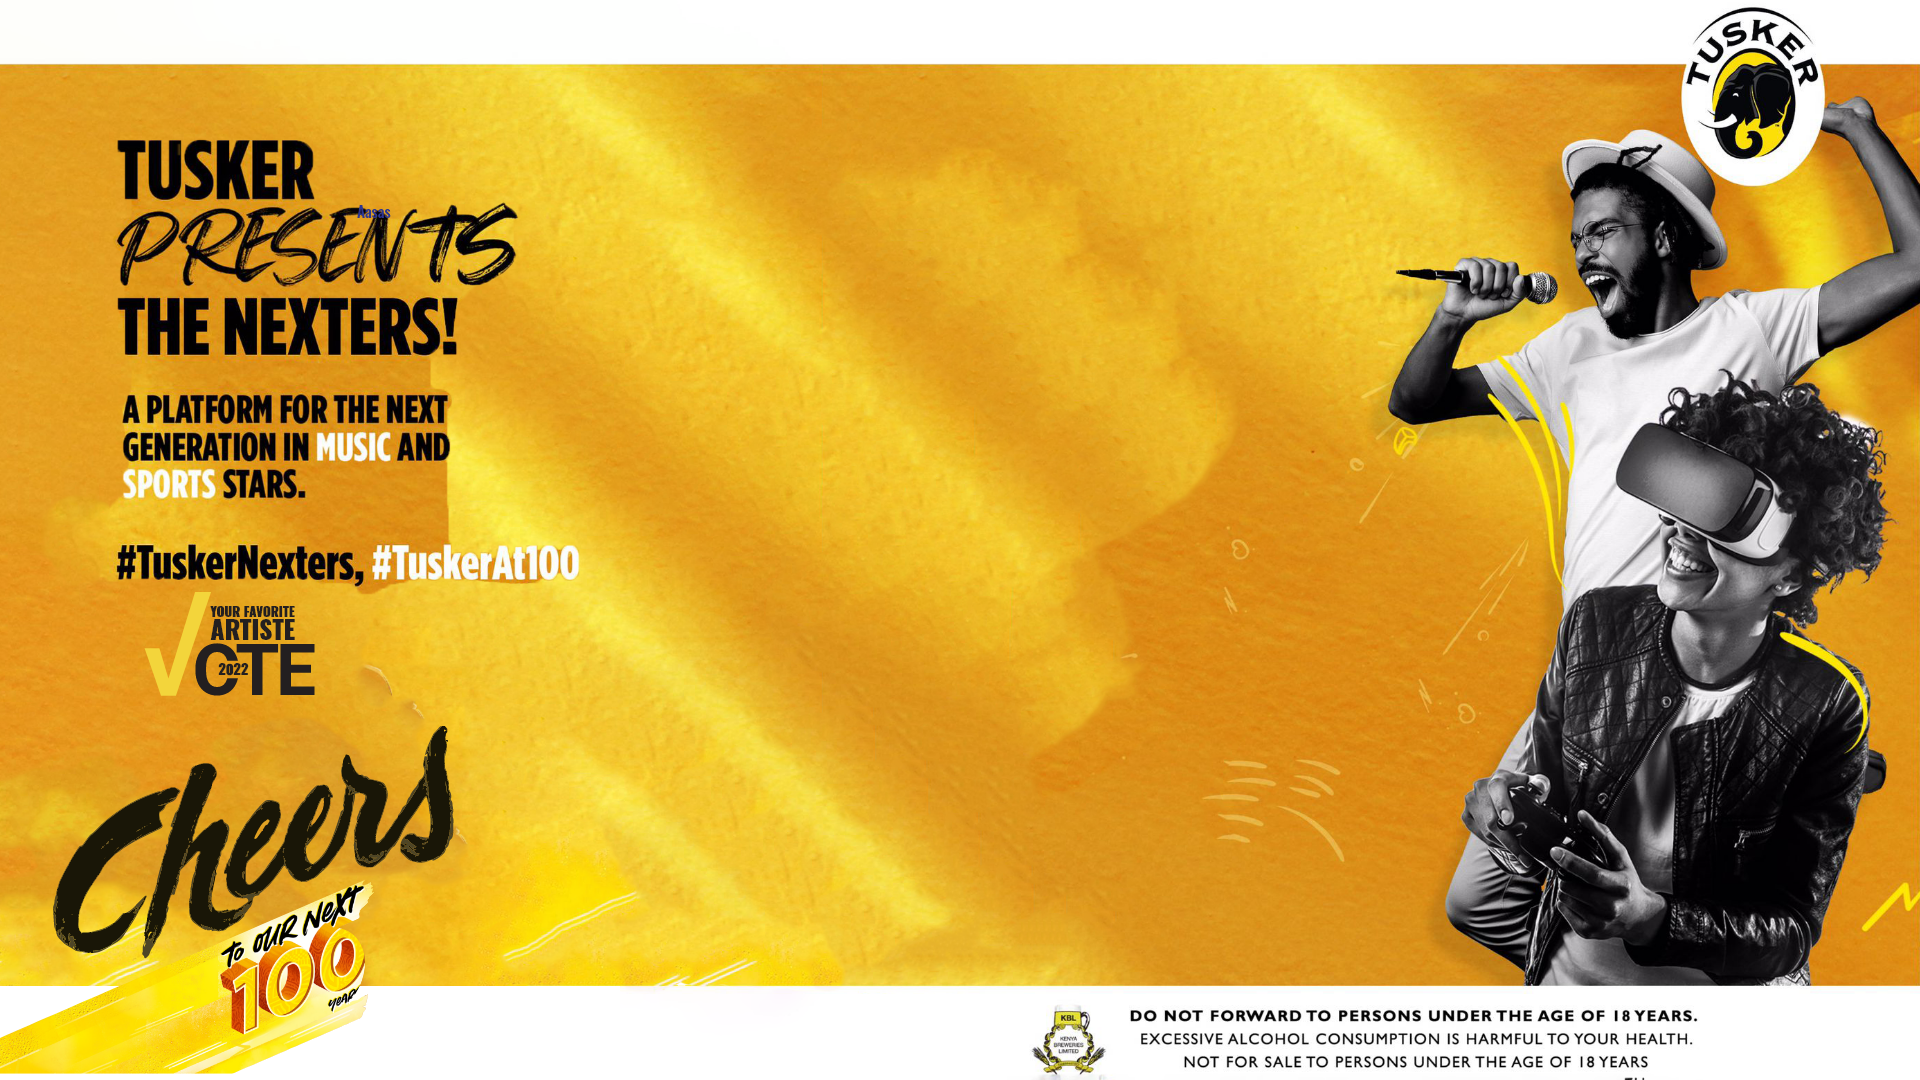 TUSKER
TUSKER
Aasas
PRESENTS
THE NEXTERS!
A PLATFORM FOR THE NEXT
GENERATION IN MUSIC AND
SPORTS STARS.
#TuskerNexters, #TuskerAt100
YOUR FAVORITE
ARTISTE
VOTE
2022
Cheers
TO OUR NEXT
100
YEAR
KBL
KENYA
BREWERIES
LIMITED
DO NOT FORWARD TO PERSONS UNDER THE AGE OF 18 YEARS.
EXCESSIVE ALCOHOL CONSUMPTION IS HARMFUL TO YOUR HEALTH.
NOT FOR SALE TO PERSONS UNDER THE AGE OF 18 YEARS